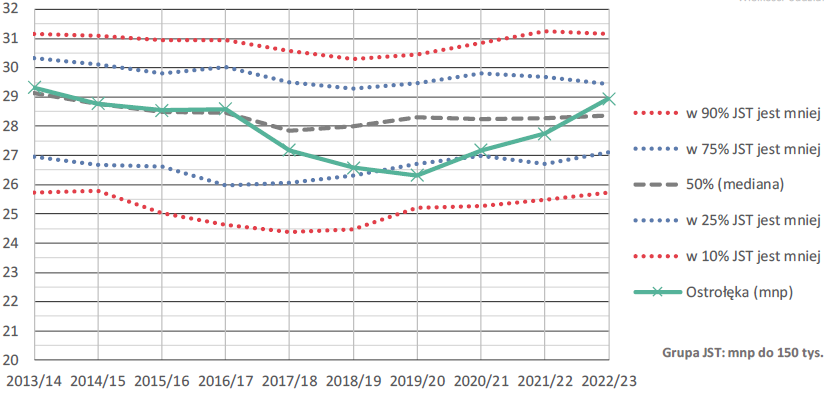 32
31
30
29
28
27
26
25
24
23
22
21
20
2013/14 2014/15 2015/16 2016/17 2017/18 2018/19 2019/20 2020/21 2021/22 2022/23
w 90% JST jest mniej
w 75% JST jest mniej
50% (mediana)
w 25% JST jest mniej
w 10% JST jest mniej
Ostrołęka (mnp)
Grupa JST: mnp do 150 tys.